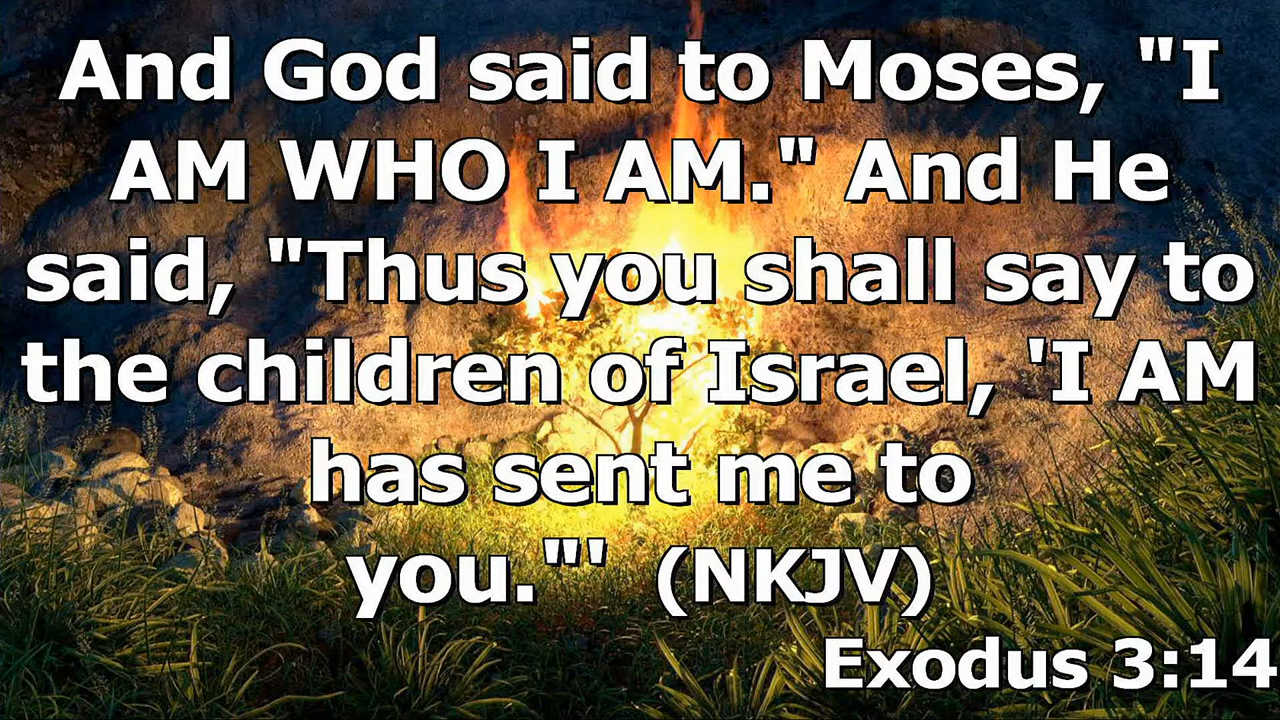 And God said to Moses, "I
AM WHO I AM." And He
said, "Thus you shall say to
the children of Israel, 'I AM
has sent me to
you."' (NKJV)
Exodus 3:14